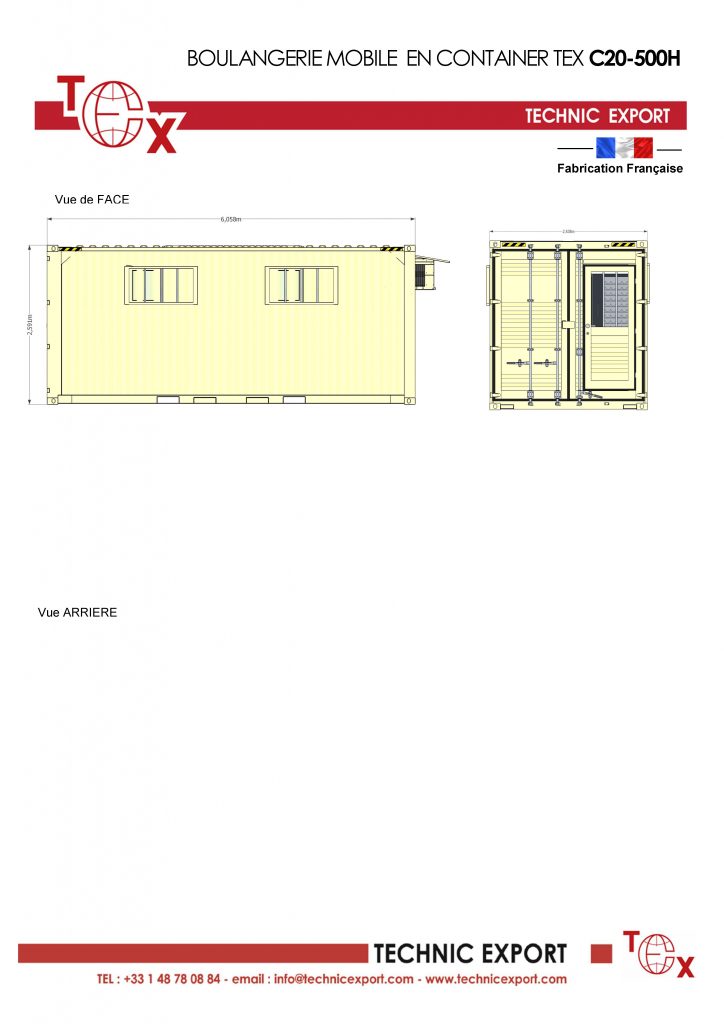 BOULANGERIE MOBILE EN CONTAINER TEX C20-500H
TEX
TECHNIC EXPORT
Fabrication Française
Vue de FACE
6,058m
2,591m
Vue ARRIERE
TECHNIC EXPORT
TEX
TEL : +33 1 48 78 08 84 - email : info@technicexport.com - www.technicexport.com